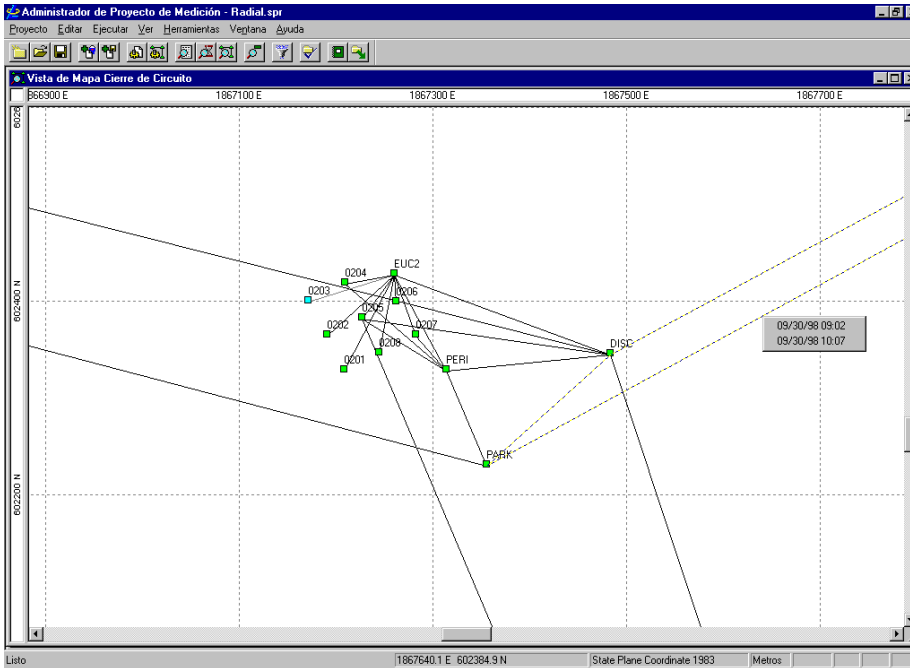 Administrador de Proyecto de Medición - Radial.spr
Proyecto Editar Ejecutar Ver Herramientas Ventana Ayuda
Vista de Mapa Cierre de Circuito
866900 E 1867100 E 1867300 E 1867500 E 1867700 E
6026
EUC2
0204
0203
0206
602400 N
0205
0202
0207
09/30/98 09:02
0208
DISC
09/30/98 10:07
0201
PERI
PARK
602200 N
Listo
1867640.1 E 602384.9 N
State Plane Coordinate 1983
Metros